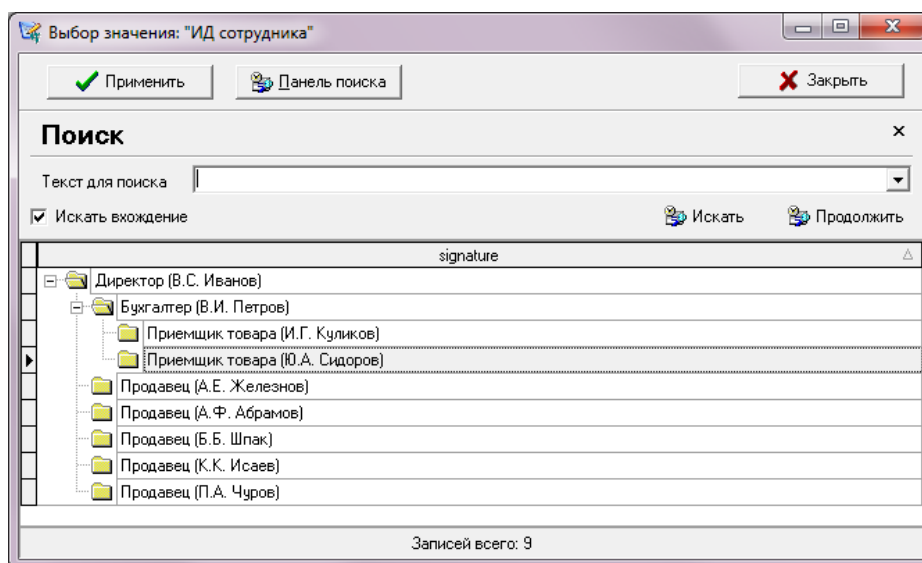 Выбор значения: "ИД сотрудника"
Применить Панель поиска Закрыть
Поиск
Текст для поиска
Искать вхождение Искать Продолжить
signature
Директор (В.С. Иванов)
Бухгалтер (В.И. Петров)
Приемщик товара (И.Г. Куликов)
Приемщик товара (Ю.А. Сидоров)
Продавец (А.Е. Железнов)
Продавец (А.Ф. Абрамов)
Продавец (Б.Б. Шпак)
Продавец (К.К. Исаев)
Продавец (П.А. Чуров)
Записей всего: 9